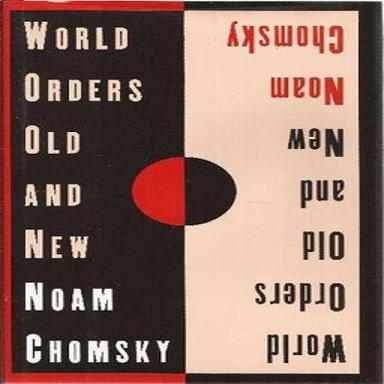 WORLD
ORDERS
OLD
AND
NEW
NOAM
CHOMSKY
World
Orders
Old
and
New
Noam
Chomsky